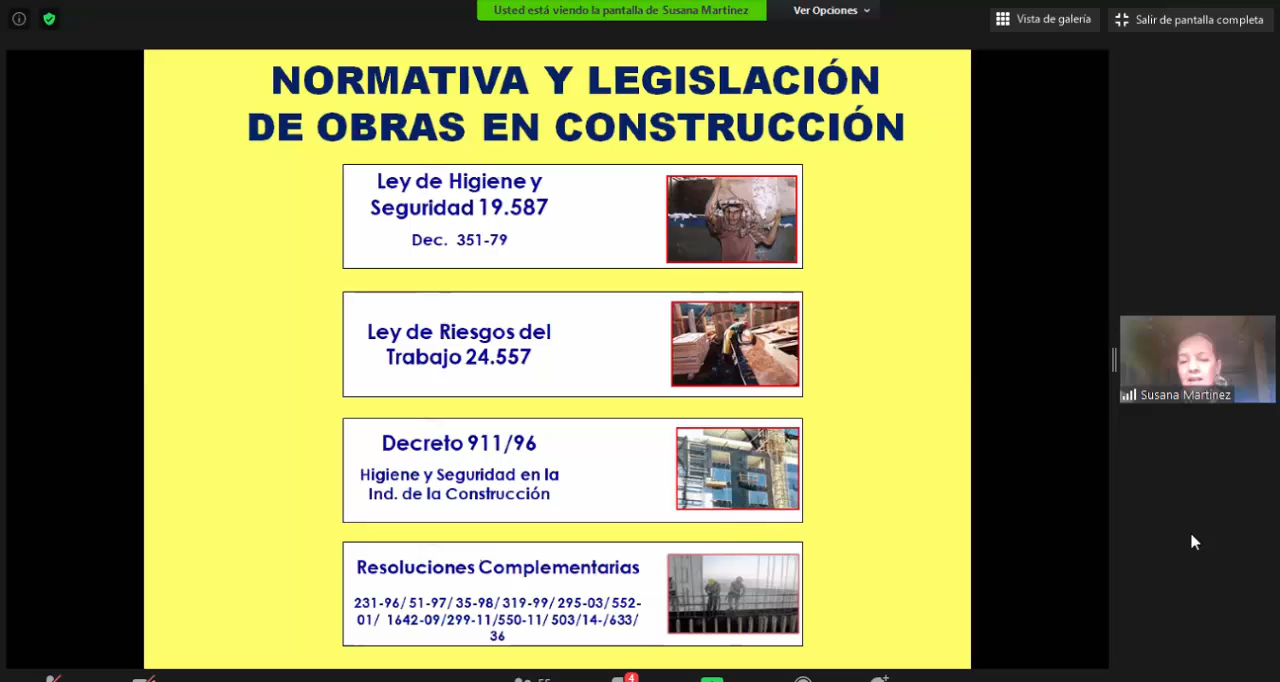 Usted está viendo la pantalla de Susana Martinez
Ver Opciones
Vista de galería
Salir de pantalla completa
NORMATIVA Y LEGISLACIÓN
DE OBRAS EN CONSTRUCCIÓN
Ley de Higiene y
Seguridad 19.587
Dec. 351-79
Ley de Riesgos del
Trabajo 24.557
Decreto 911/96
Higiene y Seguridad en la
Ind. de la Construcción
Resoluciones Complementarias
231-96/ 51-97/ 35-98/ 319-99/ 295-03/ 552-
01/ 1642-09/299-11/550-11/ 503/14-/633/
36
Susana Martinez
4